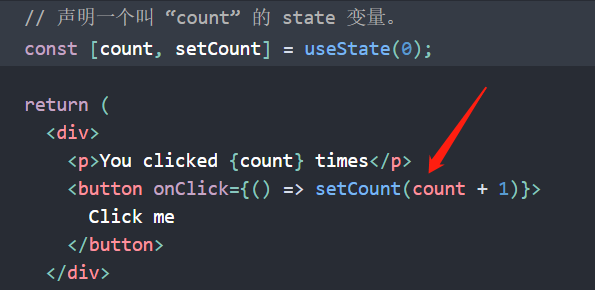 // 声明一个叫 “count” 的 state 变量。
const [count, setCount] = useState(0);
return (
<div>
<p>You clicked {count} times</p>
<button onClick={() => setCount(count + 1)}>
Click me
</button>
</div>